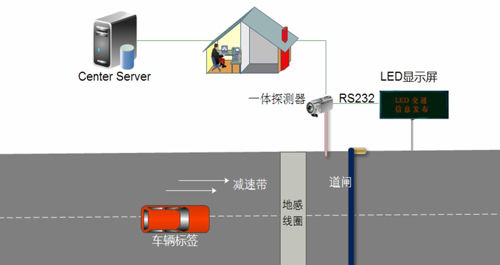 Center Server
LED显示屏
一体探测器
RS232
LED 交通
信息发布
减速带
地感
线圈
道闸
车辆标签